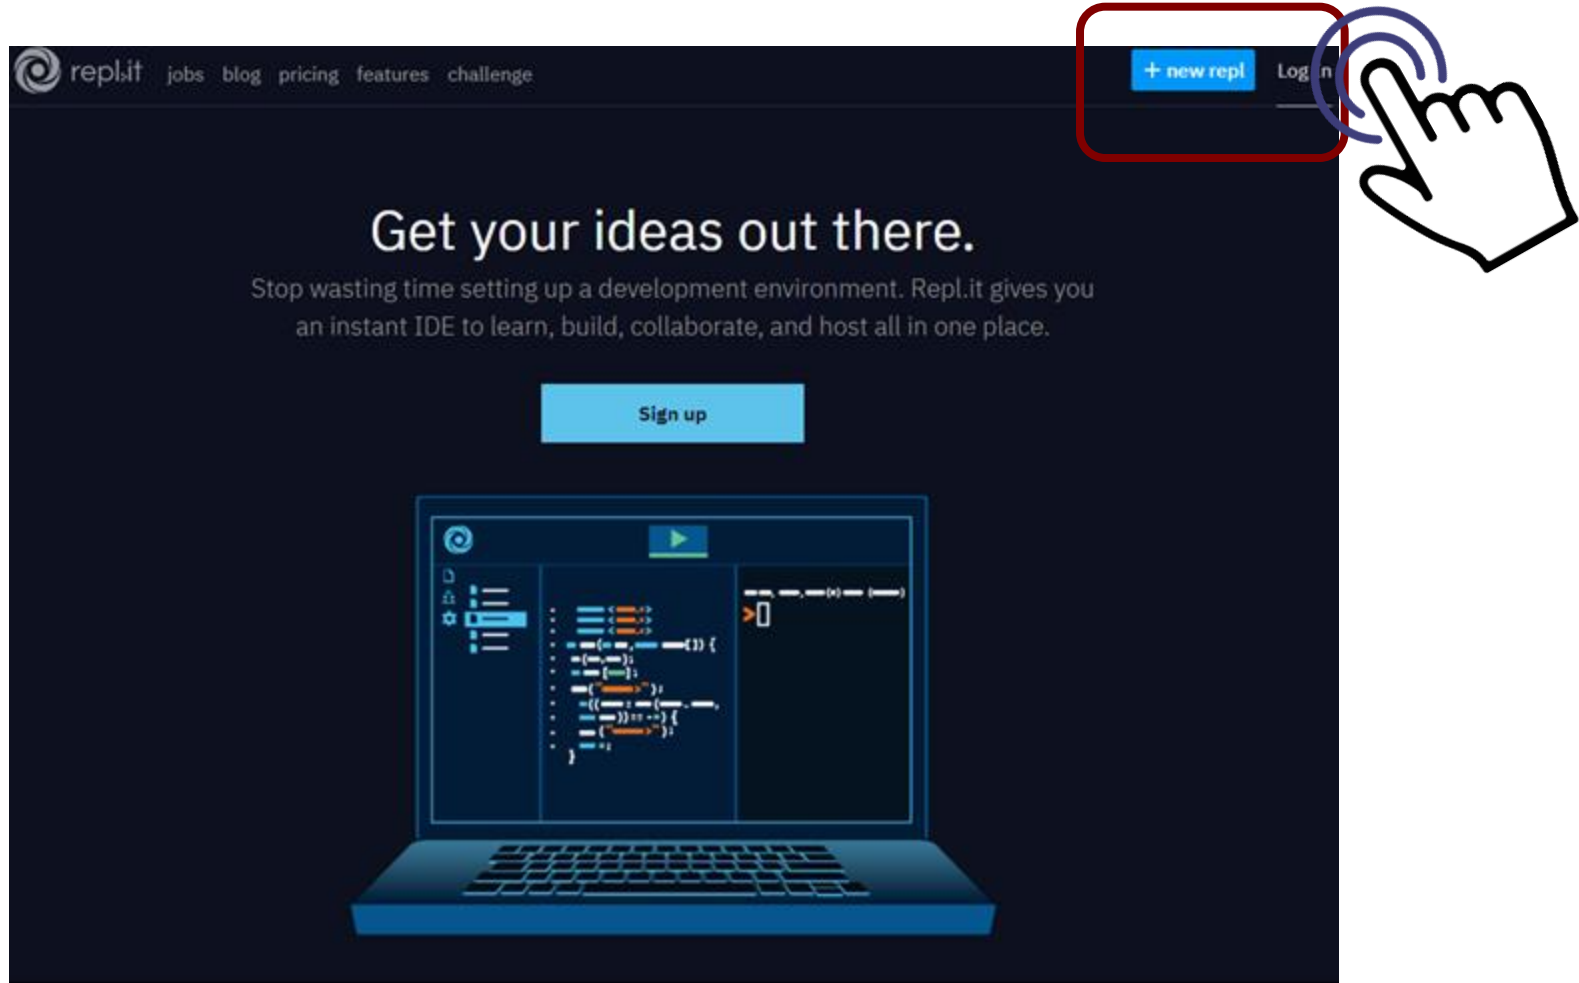 repl.it jobs blog pricing features challenge + new repl Log in
Get your ideas out there.
Stop wasting time setting up a development environment. Repl.it gives you
an instant IDE to learn, build, collaborate, and host all in one place.
Sign up